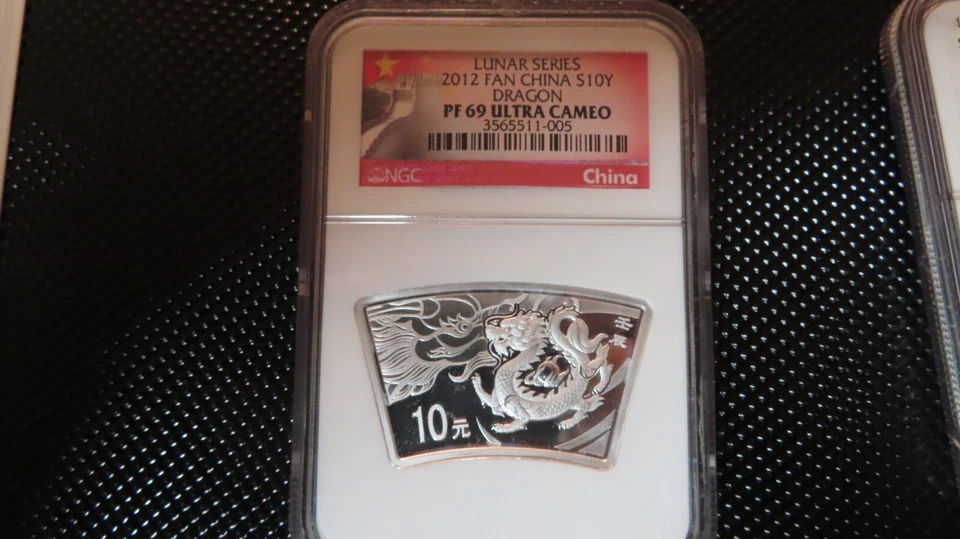 LUNAR SERIES
2012 FAN CHINA S10Y
DRAGON
PF 69 ULTRA CAMEO
3565511-005
NGC
China
壬辰
10元